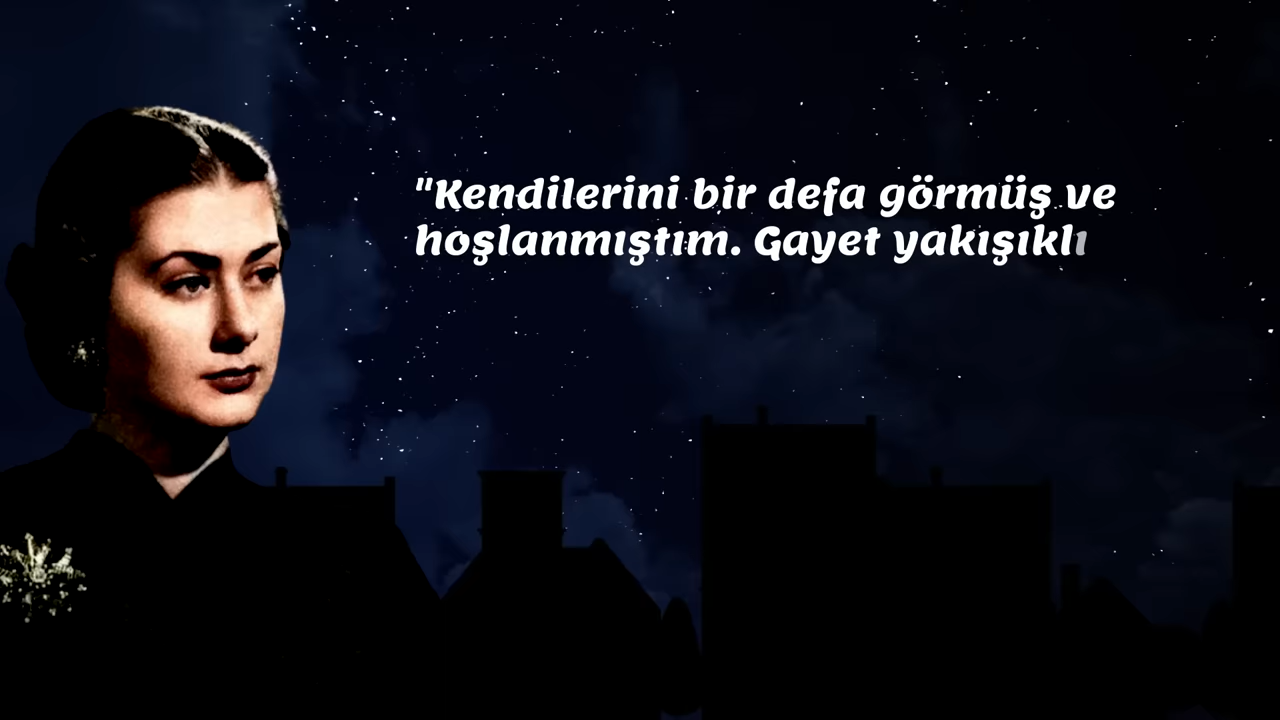 "Kendilerini bir defa görmüş ve
hoşlanmıştım. Gayet yakışıklı